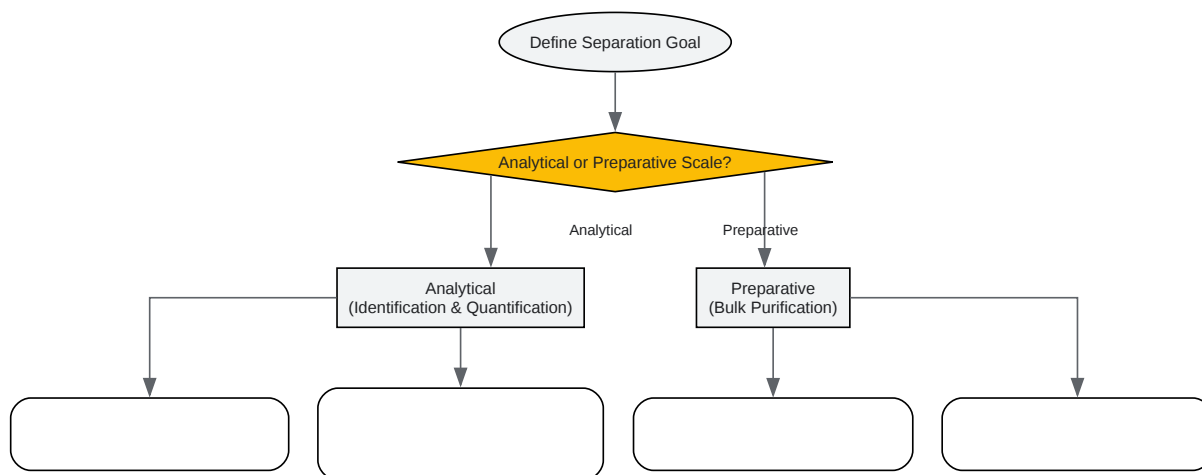 Define Separation Goal
Analytical or Preparative Scale?
Analytical
Preparative
Analytical
(Identification & Quantification)
Preparative
(Bulk Purification)